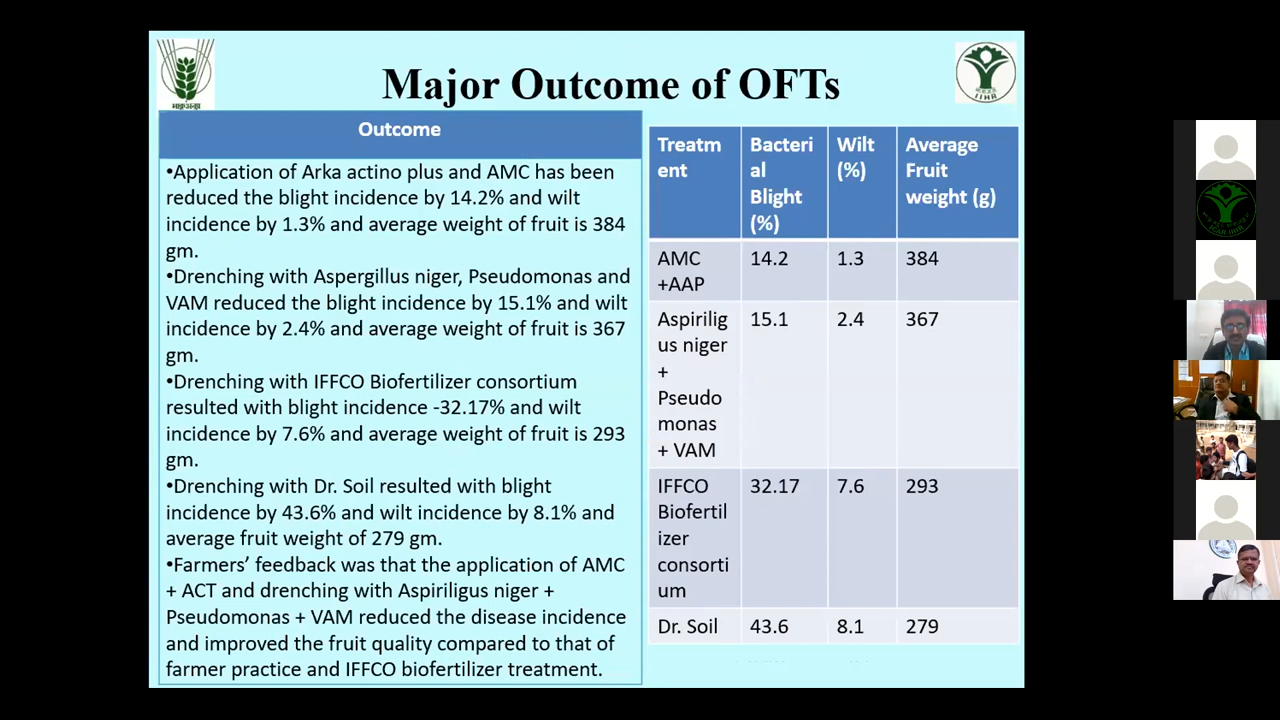 Major Outcome of OFTs
Outcome
•Application of Arka actino plus and AMC has been
reduced the blight incidence by 14.2% and wilt
incidence by 1.3% and average weight of fruit is 384
gm.
•Drenching with Aspergillus niger, Pseudomonas and
VAM reduced the blight incidence by 15.1% and wilt
incidence by 2.4% and average weight of fruit is 367
gm.
•Drenching with IFFCO Biofertilizer consortium
resulted with blight incidence -32.17% and wilt
incidence by 7.6% and average weight of fruit is 293
gm.
•Drenching with Dr. Soil resulted with blight
incidence by 43.6% and wilt incidence by 8.1% and
average fruit weight of 279 gm.
•Farmers’ feedback was that the application of AMC
+ ACT and drenching with Aspiriligus niger +
Pseudomonas + VAM reduced the disease incidence
and improved the fruit quality compared to that of
farmer practice and IFFCO biofertilizer treatment.
Treatm
ent
Bacteri
al
Blight
(%)
Wilt
(%)
Average
Fruit
weight (g)
AMC
+AAP
14.2
1.3
384
Aspirilig
us niger
+
Pseudo
monas
+ VAM
15.1
2.4
367
IFFCO
Biofertil
izer
consorti
um
32.17
7.6
293
Dr. Soil
43.6
8.1
279
भाकृअनुप
IIHR
ICAR IIHR